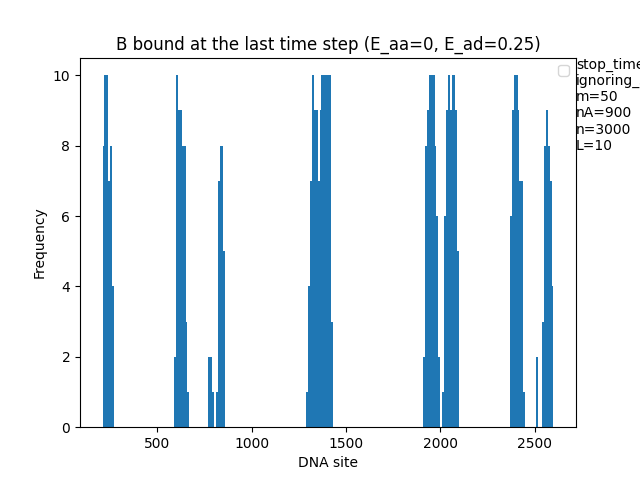 B bound at the last time step (E_aa=0, E_ad=0.25)
stop_time
ignoring_
m=50
nA=900
n=3000
L=10
10
8
6
4
2
0
Frequency
500
1000
1500
2000
2500
DNA site